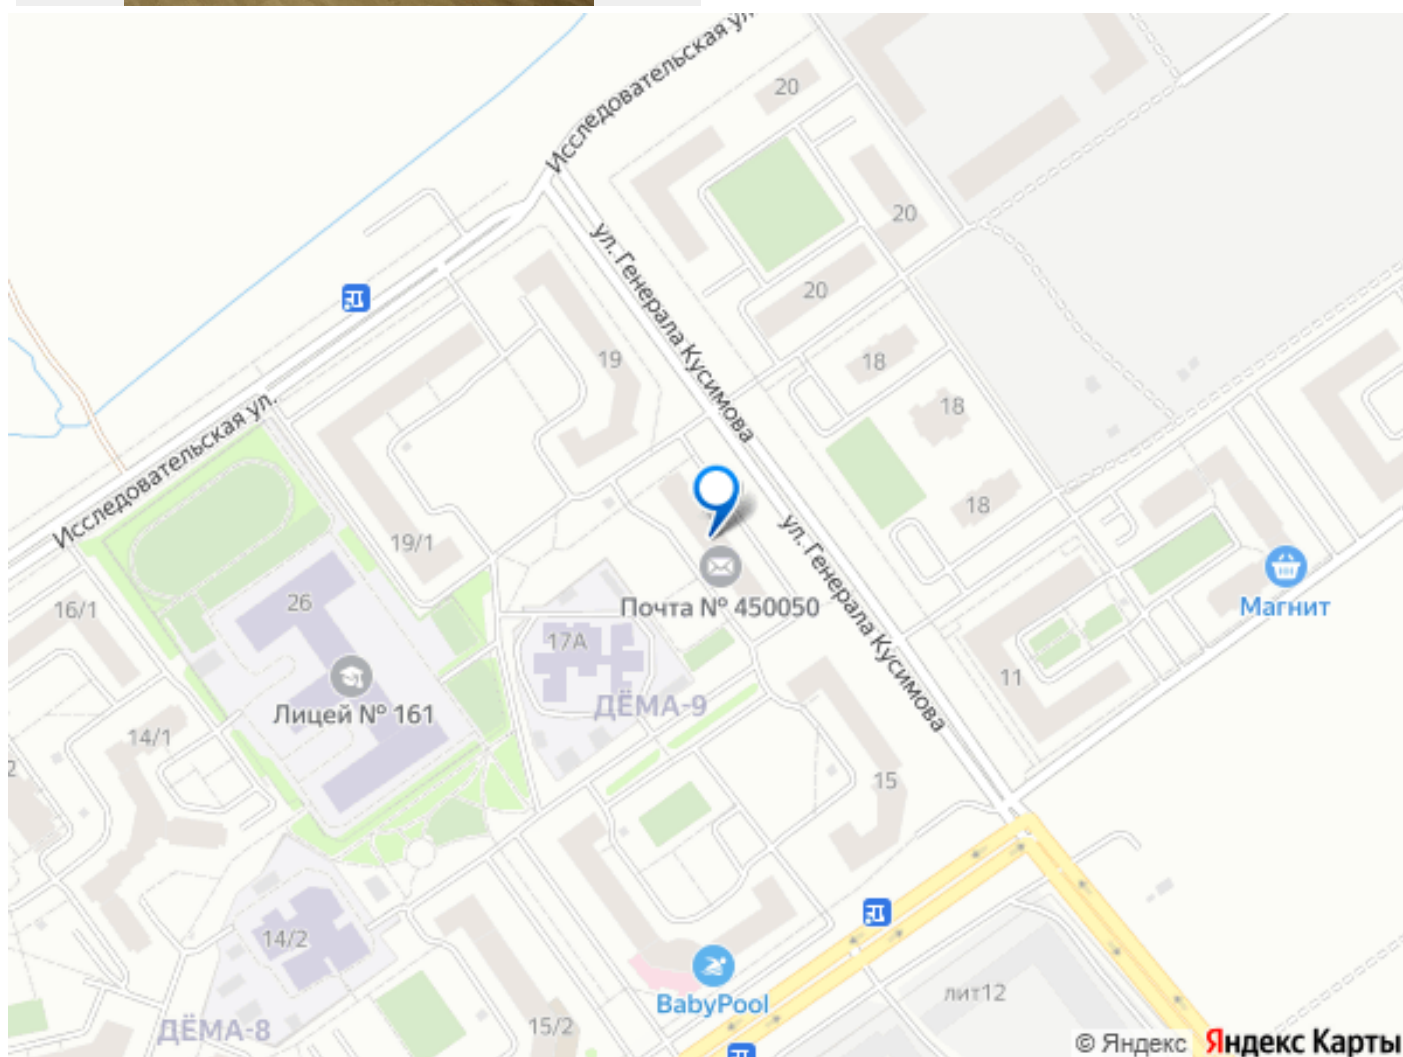 Исследовательская ул.
20
20
ул. Генерала Кусимова
20
19
18
18
Исследовательская ул.
18
ул. Генерала Кусимова
19/1
Почта № 450050
Магнит
16/1
26
17А
11
ДЁМА-9
Лицей № 161
14/1
2
15
14/2
BabyPool
лит12
15/2
ДЁМА-8
© Яндекс Яндекс Карты